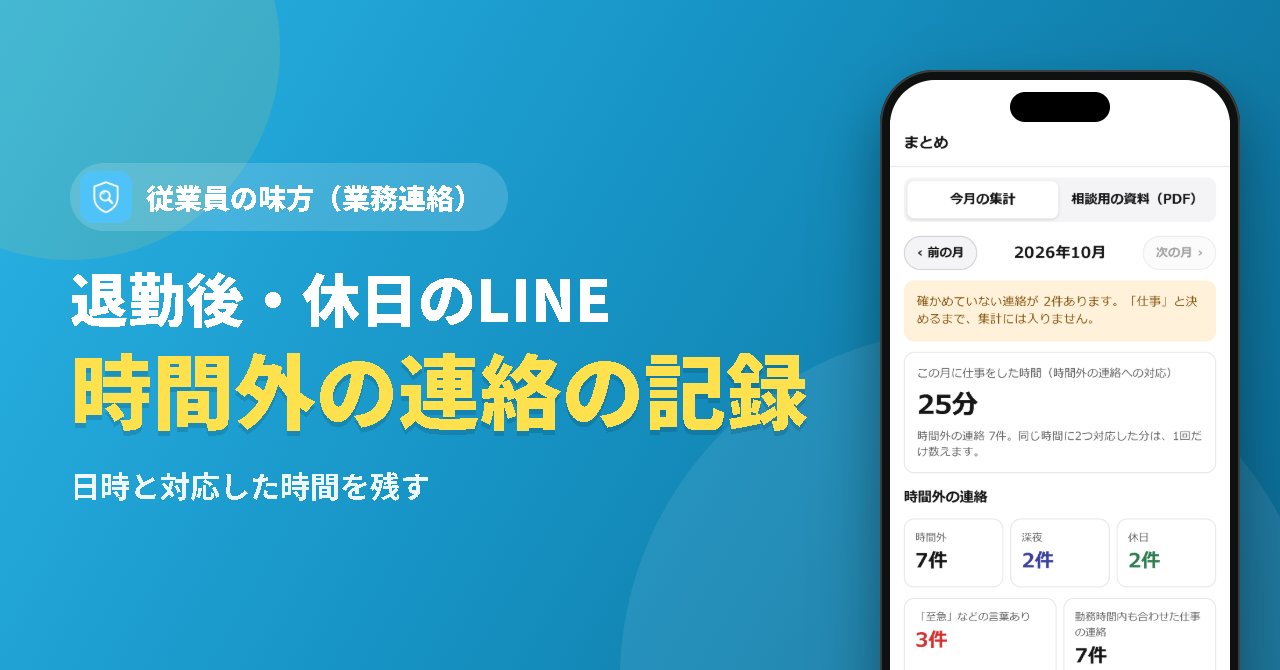 従業員の味方（業務連絡）
退勤後・休日のLINE
時間外の連絡の記録
日時と対応した時間を残す
まとめ
今月の集計
相談用の資料（PDF）
‹ 前の月
2026年10月
次の月 ›
確かめていない連絡が 2件あります。「仕事」と決
めるまで、集計には入りません。
この月に仕事をした時間（時間外の連絡への対応）
25分
時間外の連絡 7件。同じ時間に2つ対応した分は、1回だ
け数えます。
時間外の連絡
時間外
7件
深夜
2件
休日
2件
「至急」などの言葉あり
3件
勤務時間内も合わせた仕事
の連絡
7件